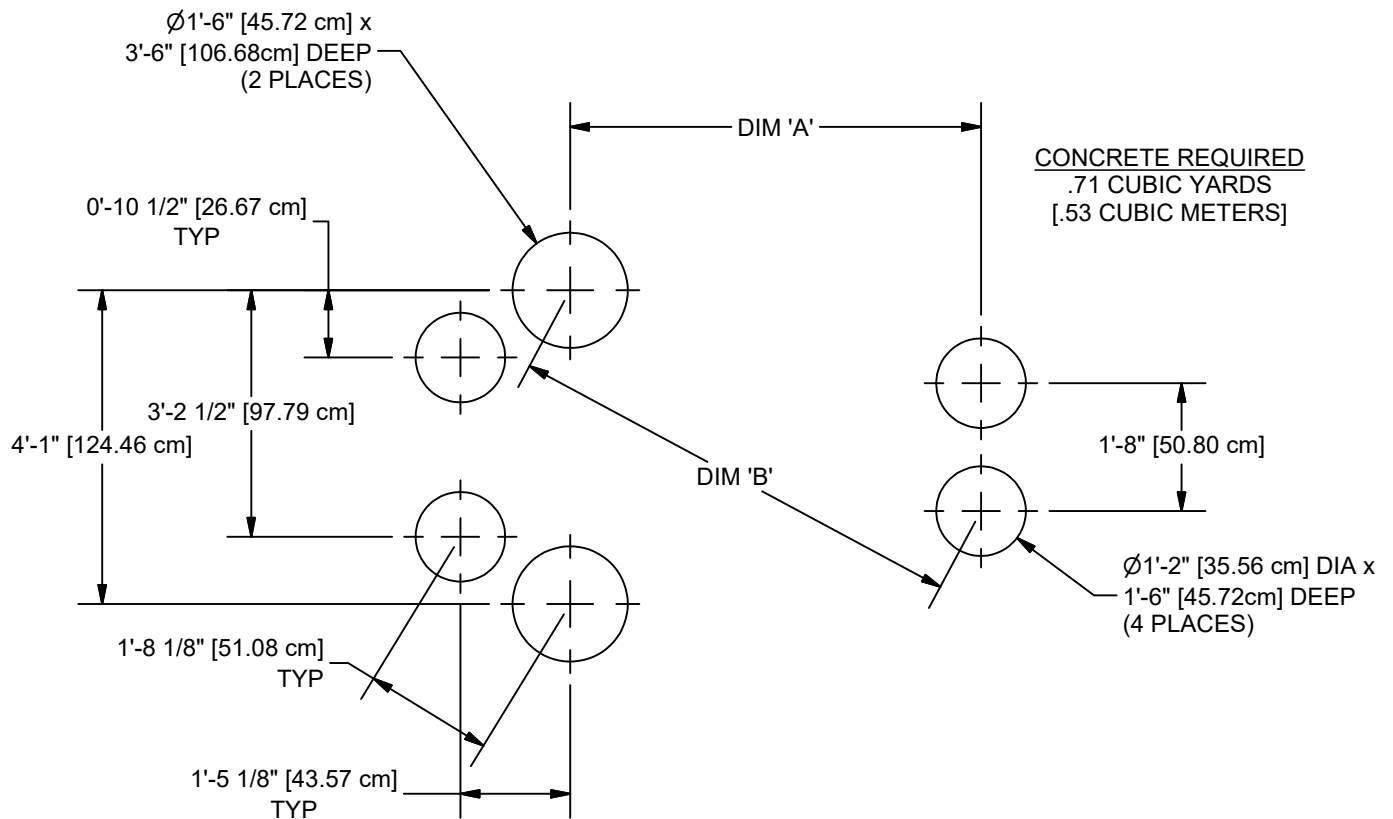 Ø1'-6" [45.72 cm] x
3'-6" [106.68cm] DEEP
(2 PLACES)
DIM 'A'
CONCRETE REQUIRED
.71 CUBIC YARDS
[.53 CUBIC METERS]
0'-10 1/2" [26.67 cm]
TYP
3'-2 1/2" [97.79 cm]
4'-1" [124.46 cm]
DIM 'B'
1'-8" [50.80 cm]
Ø1'-2" [35.56 cm] DIA x
1'-6" [45.72cm] DEEP
(4 PLACES)
1'-8 1/8" [51.08 cm]
TYP
1'-5 1/8" [43.57 cm]
TYP